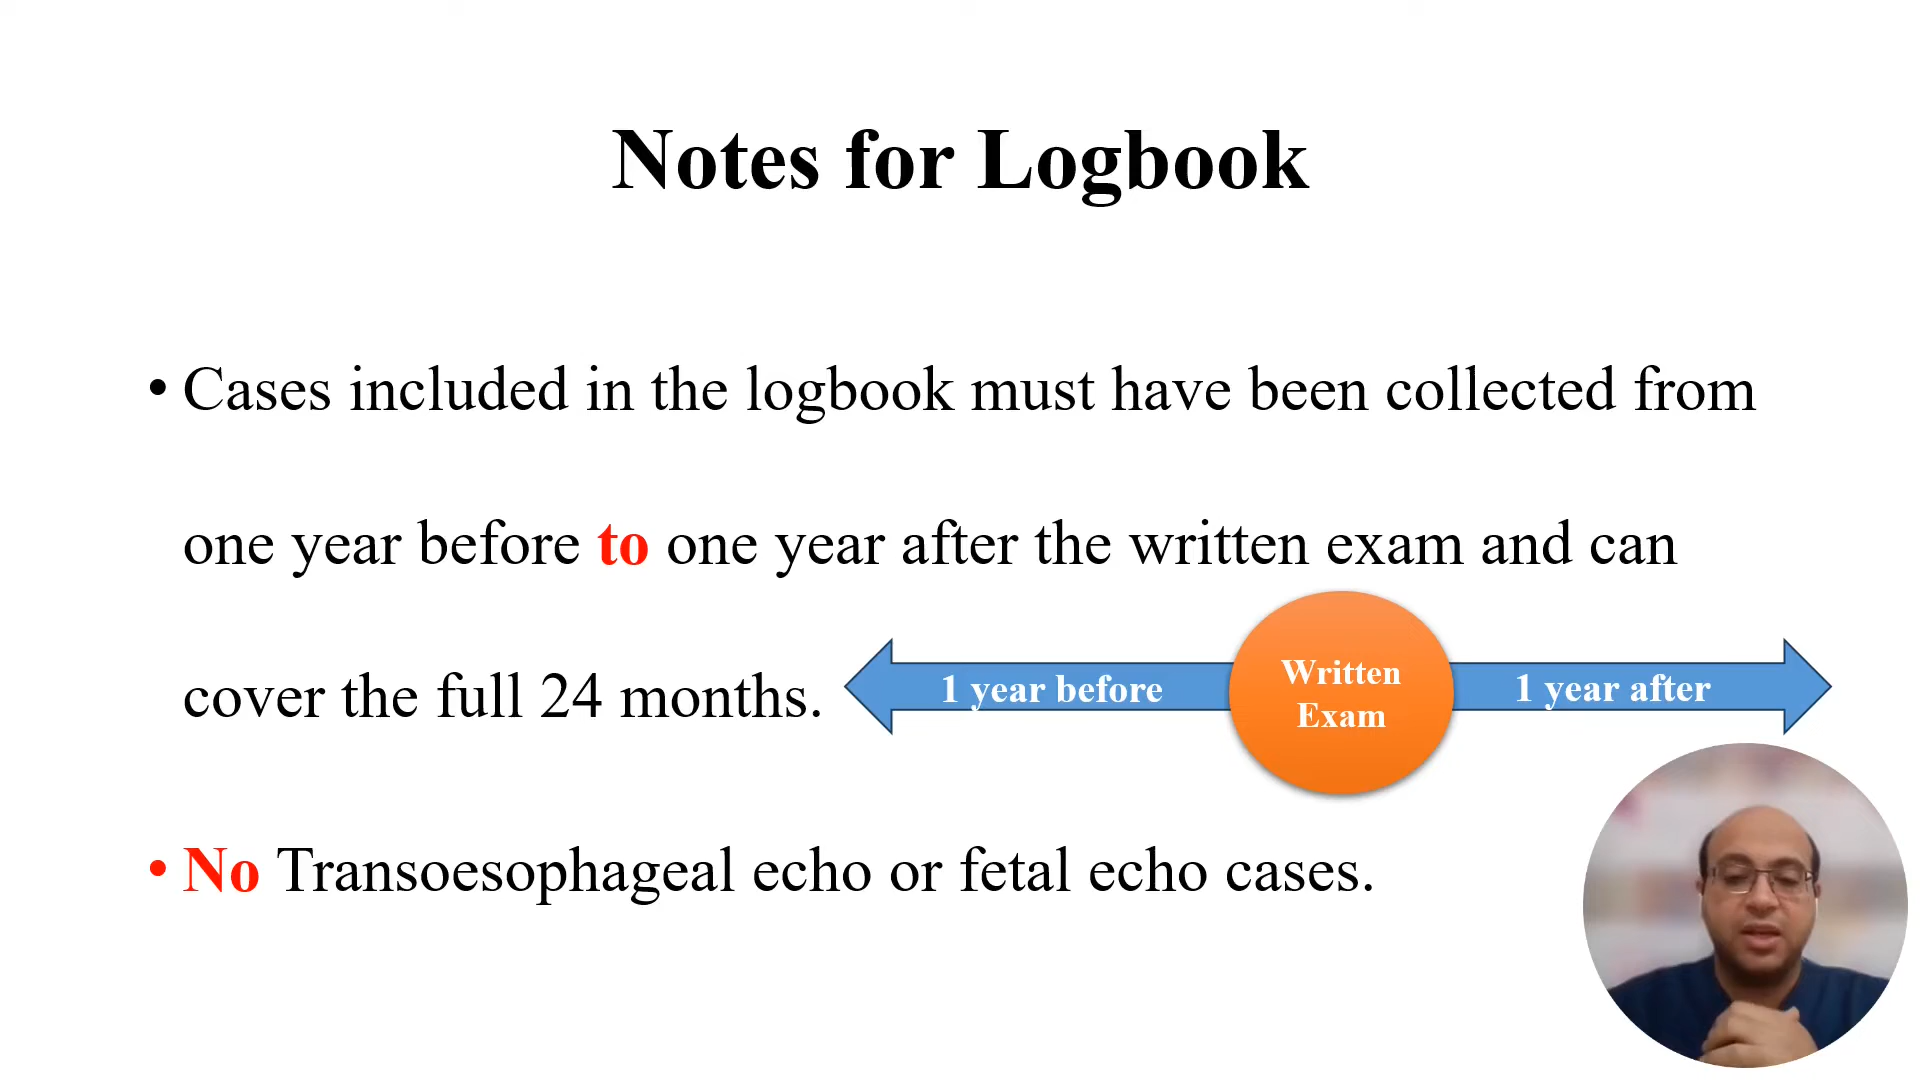 Notes for Logbook
• Cases included in the logbook must have been collected from
one year before to one year after the written exam and can
cover the full 24 months.
1 year before
Written
Exam
1 year after
• No Transoesophageal echo or fetal echo cases.